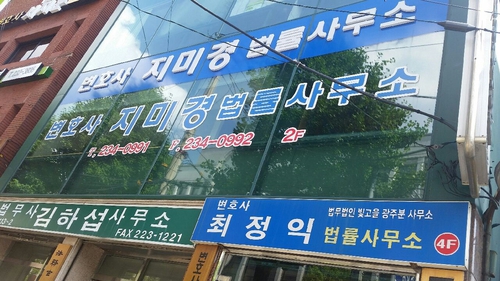 변호사 지미경 법률사무소
변호사 지미경 법률사무소
T. 234-0991 F. 234-0992 2F
법무사 김하섭 사무소
FAX 223-1221
변호사
법무법인 빛고을 광주분 사무소
최정익 법률사무소 4F
변호사